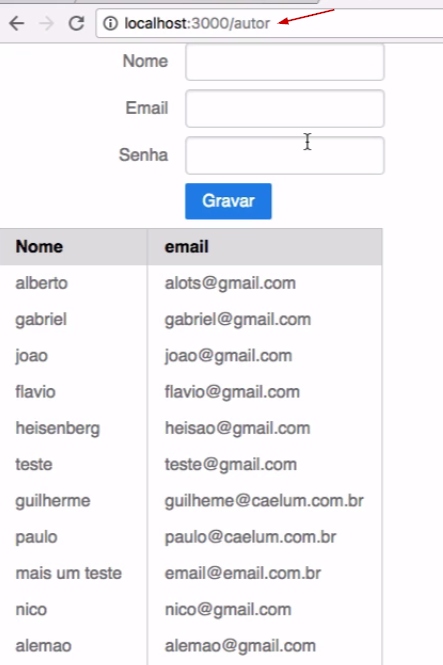 localhost:3000/autor
Nome
Email
Senha
Gravar
Nome email
alberto alots@gmail.com
gabriel gabriel@gmail.com
joao joao@gmail.com
flavio flavio@gmail.com
heisenberg heisao@gmail.com
teste teste@gmail.com
guilherme guilheme@caelum.com.br
paulo paulo@caelum.com.br
mais um teste email@email.com.br
nico nico@gmail.com
alemao alemao@gmail.com